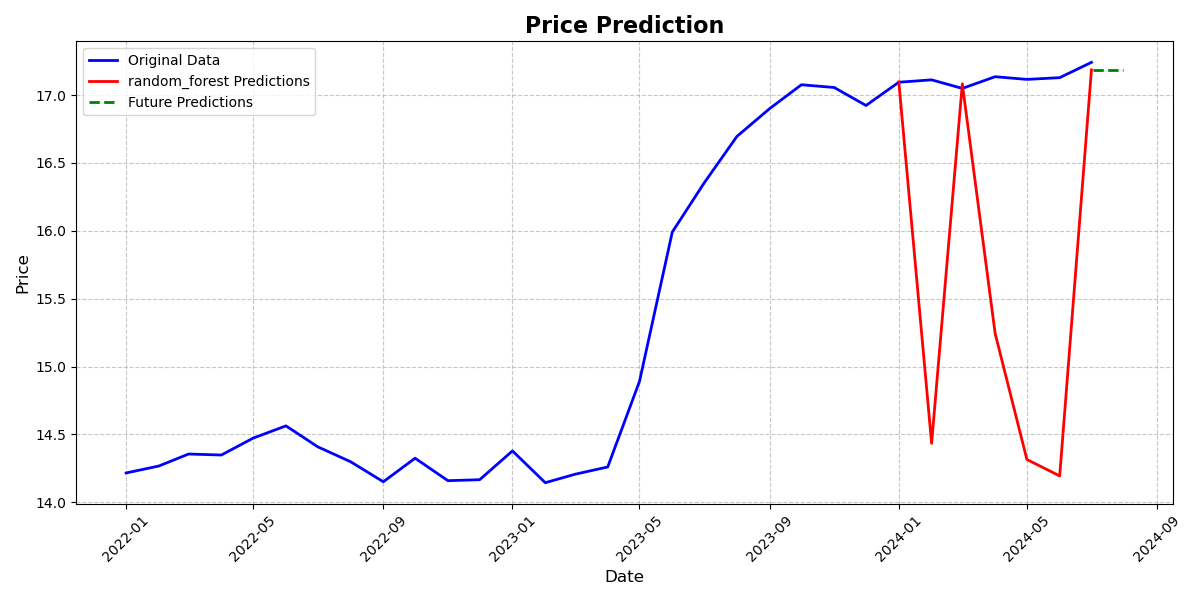 Price Prediction
Original Data
random_forest Predictions
Future Predictions
Price
17.0
16.5
16.0
15.5
15.0
14.5
14.0
2022-01
2022-05
2022-09
2023-01
2023-05
2023-09
2024-01
2024-05
2024-09
Date